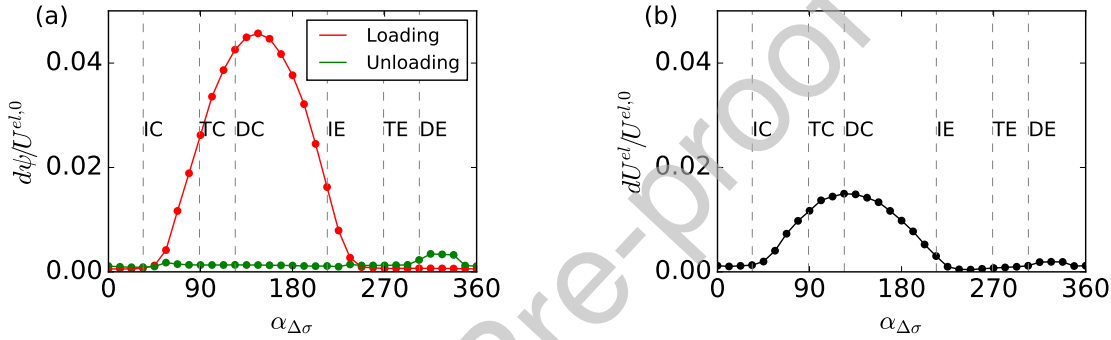 (a)
Loading
Unloading
0.04
0.02
0.00
dψ/U^{el,0}
IC TC DC IE TE DE
0 90 180 270 360
α_{Δσ}
(b)
0.04
0.02
0.00
dU^{el}/U^{el,0}
IC TC DC IE TE DE
0 90 180 270 360
α_{Δσ}
Pre-proof